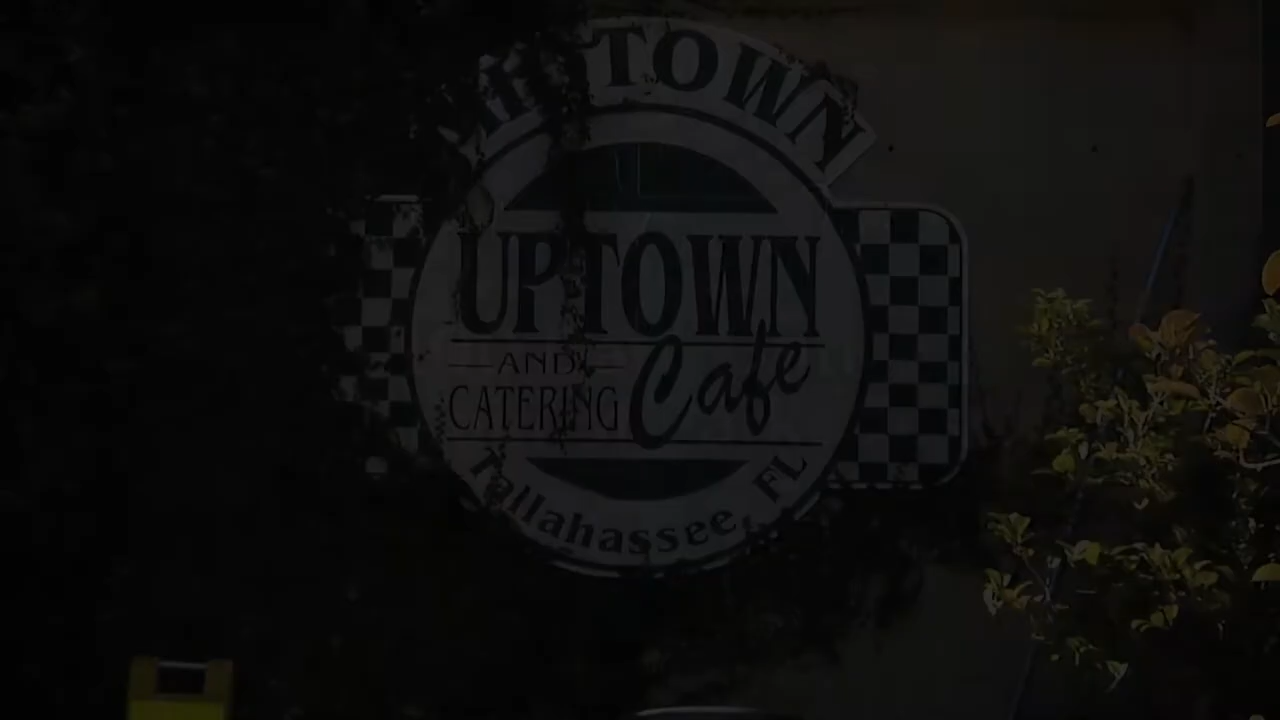 UPTOWN
UPTOWN
AND
CATERING Cafe
Tallahassee, FL